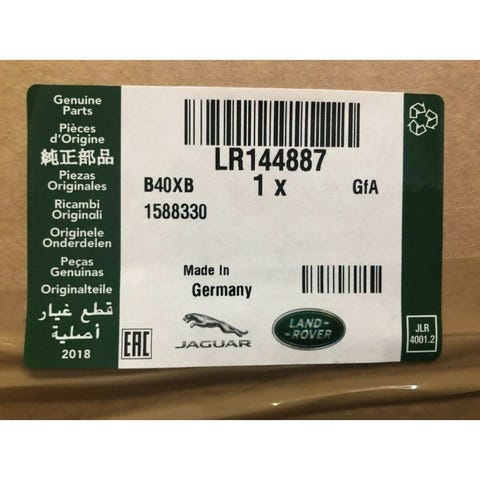 Genuine
Parts
Pièces
d'Origine
純正部品
Piezas
Originales
Ricambi
Originali
Originele
Onderdelen
Peças
Genuinas
Originalteile
قطع غيار
أصلية
2018
LR144887
B40XB
1 x
GfA
1588330
Made In
Germany
EAC
JAGUAR
LAND-
-ROVER
JLR
4001.2